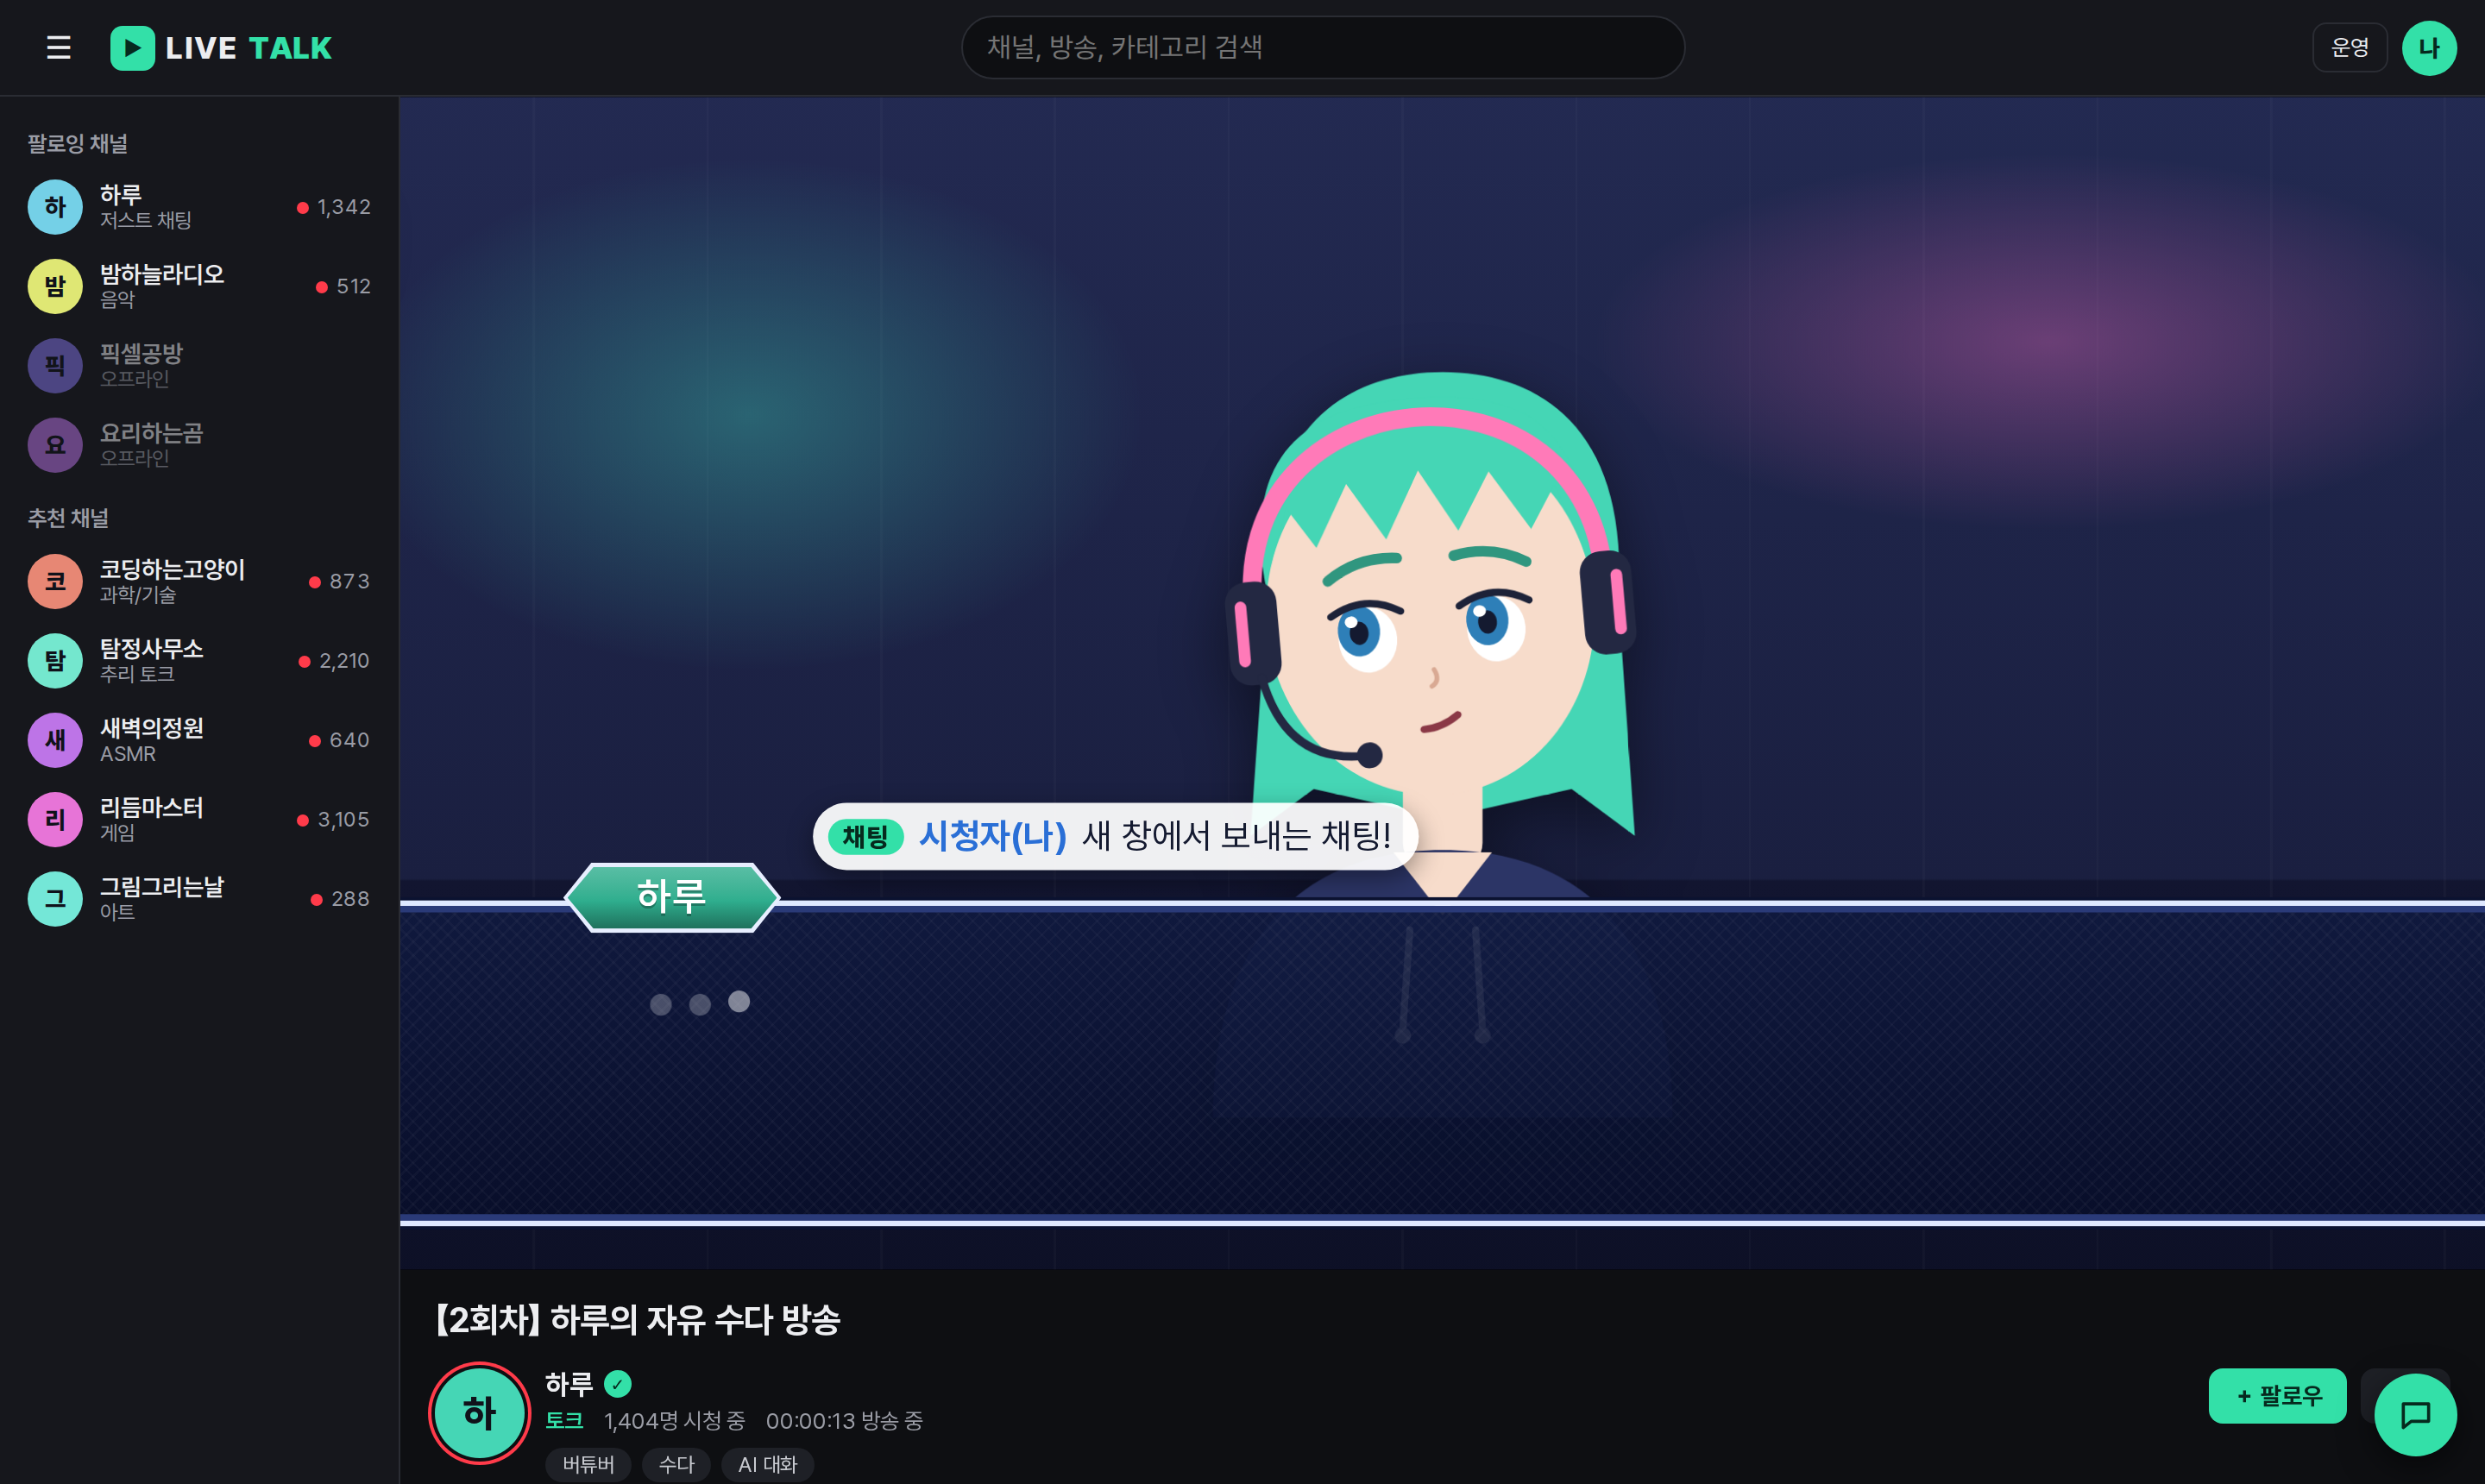 ☰ LIVE TALK
채널, 방송, 카테고리 검색
운영
나
팔로잉 채널
하 하루 1,342
저스트 채팅
밤 밤하늘라디오 512
음악
픽 픽셀공방
오프라인
요 요리하는곰
오프라인
추천 채널
코 코딩하는고양이 873
과학/기술
탐 탐정사무소 2,210
추리 토크
새 새벽의정원 640
ASMR
리 리듬마스터 3,105
게임
그 그림그리는날 288
아트
채팅 시청자(나) 새 창에서 보내는 채팅!
하루
【2회차】 하루의 자유 수다 방송
하
하루 ✓
토크 1,404명 시청 중 00:00:13 방송 중
버튜버 수다 AI 대화
+ 팔로우